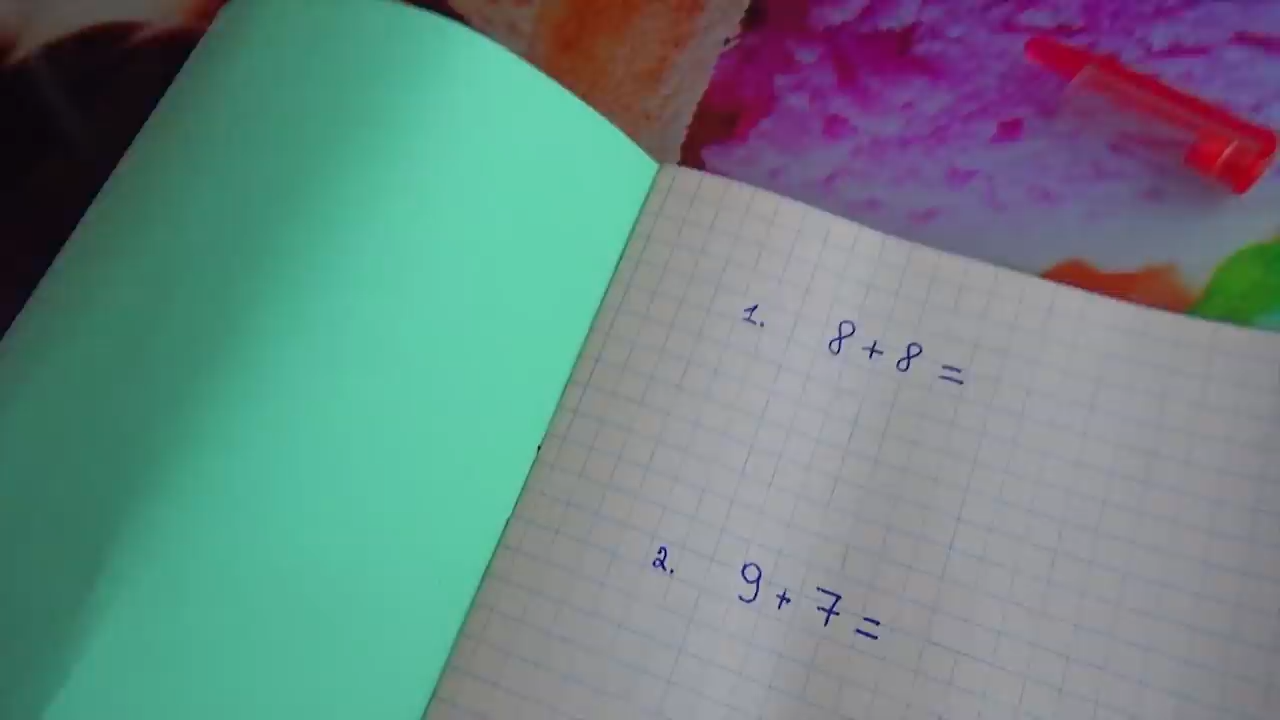 1. 8 + 8 =
2. 9 + 7 =